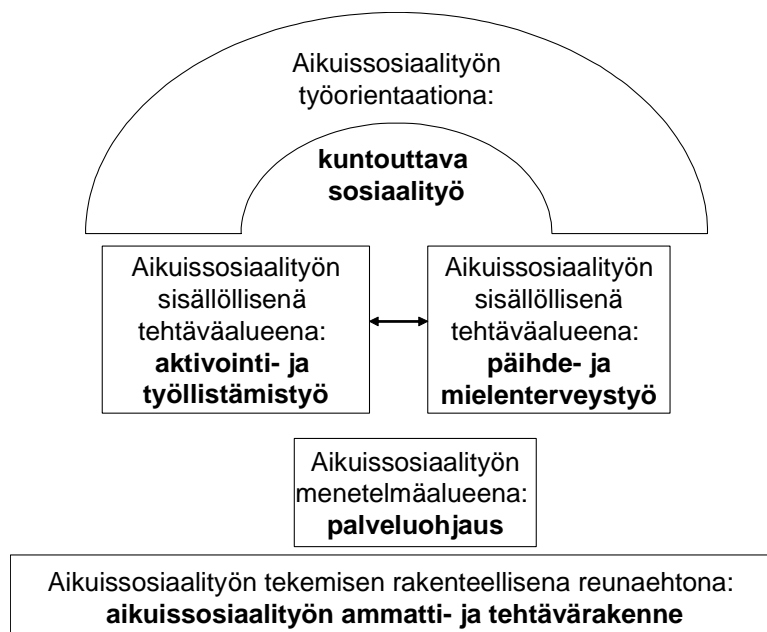 Aikuissosiaalityön
työorientaationa:
kuntouttava
sosiaalityö
Aikuissosiaalityön
sisällöllisenä
tehtäväalueena:
aktivointi- ja
työllistämistyö
Aikuissosiaalityön
sisällöllisenä
tehtäväalueena:
päihde- ja
mielenterveystyö
Aikuissosiaalityön
menetelmäalueena:
palveluohjaus
Aikuissosiaalityön tekemisen rakenteellisena reunaehtona:
aikuissosiaalityön ammatti- ja tehtävärakenne